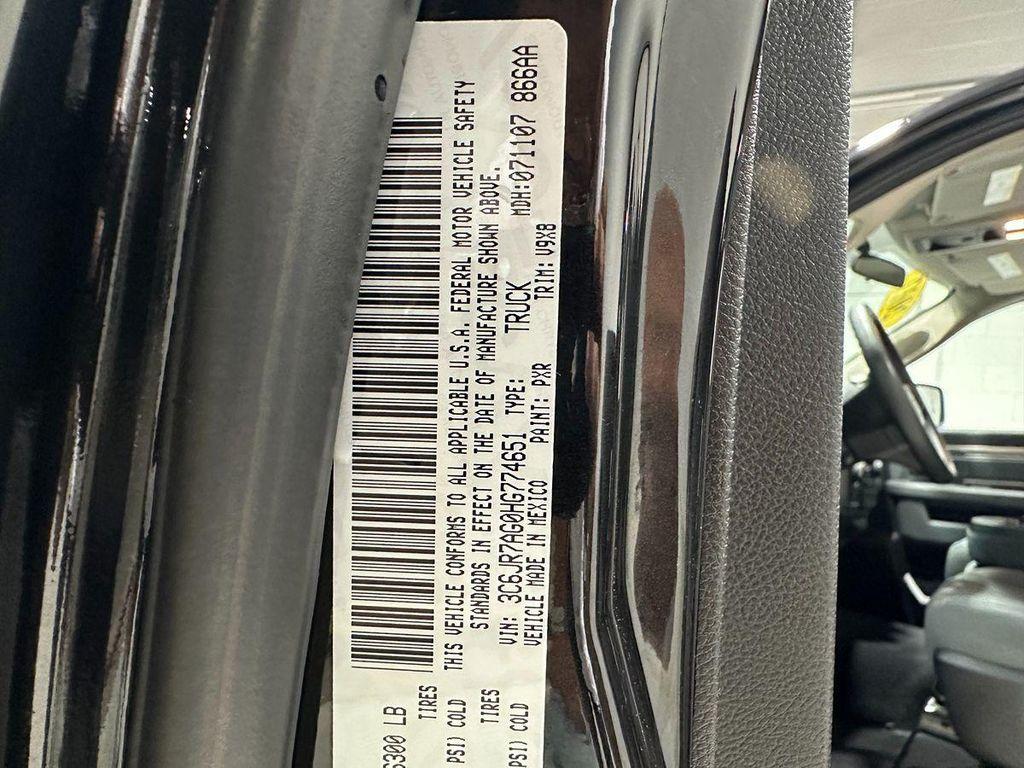 6300 LB
TIRES
PSI) COLD
TIRES
PSI) COLD
THIS VEHICLE CONFORMS TO ALL APPLICABLE U.S.A. FEDERAL MOTOR VEHICLE SAFETY
STANDARDS IN EFFECT ON THE DATE OF MANUFACTURE SHOWN ABOVE.
VIN: 3C6JR7AG0HG774651 TYPE: TRUCK MDH:071107 866AA
VEHICLE MADE IN MEXICO PAINT: PXR TRIM: V9X8